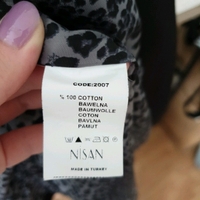 CODE:2007
% 100 COTTON
BAWELNA
BAUMWOLLE
COTON
BAVLNA
PAMUT
NISAN
MADE IN TURKEY